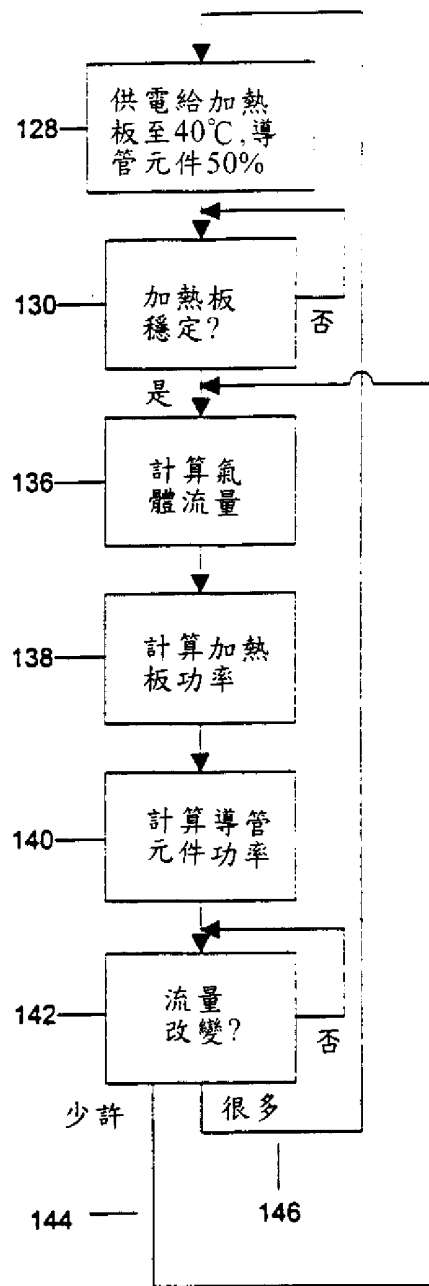 128
供電給加熱
板至40℃,導
管元件50%
130
加熱板
穩定?
否
是
136
計算氣
體流量
138
計算加熱
板功率
140
計算導管
元件功率
142
流量
改變?
否
少許
很多
144
146